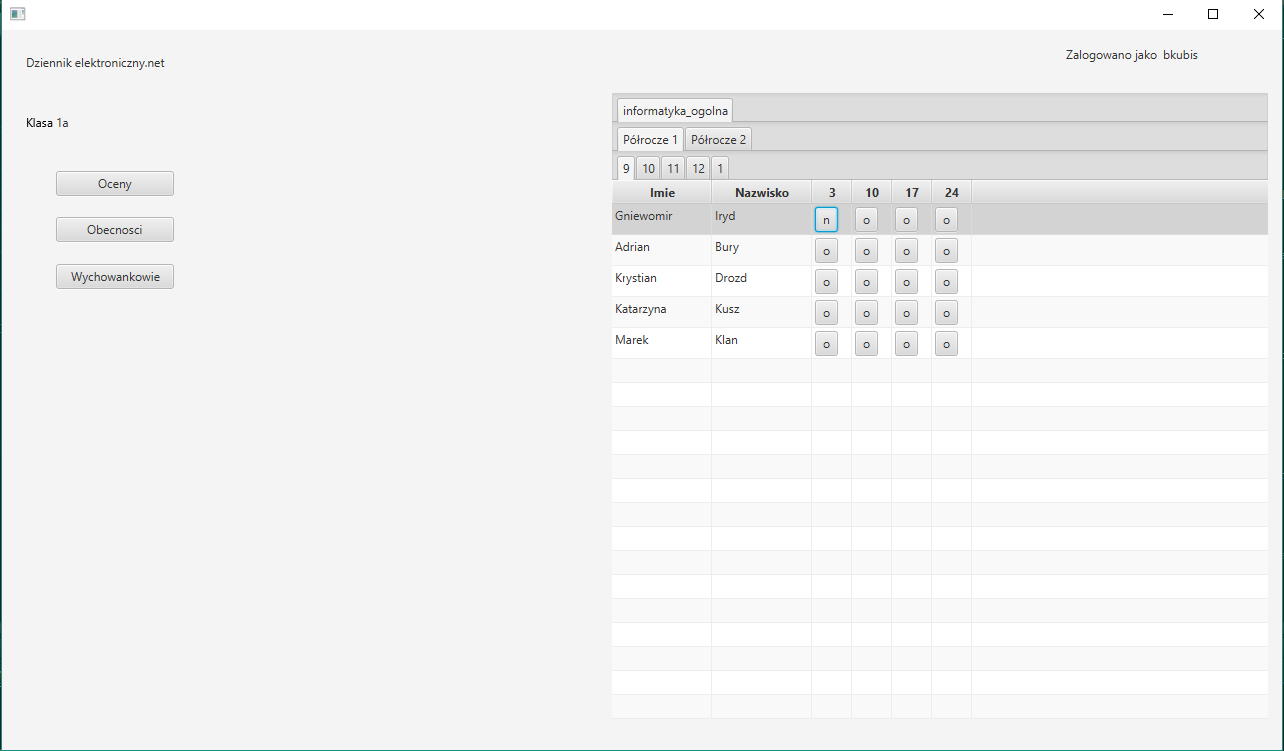 Zalogowano jako bkubis
Dziennik elektroniczny.net
Klasa 1a
Oceny
Obecnosci
Wychowankowie
informatyka_ogolna
Półrocze 1 Półrocze 2
9 10 11 12 1
Imie Nazwisko 3 10 17 24
Gniewomir Iryd n o o o
Adrian Bury o o o o
Krystian Drozd o o o o
Katarzyna Kusz o o o o
Marek Klan o o o o